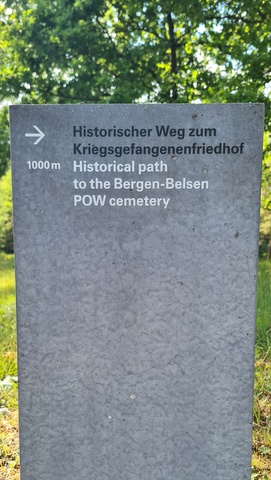 → Historischer Weg zum
Kriegsgefangenenfriedhof
1000 m Historical path
to the Bergen-Belsen
POW cemetery